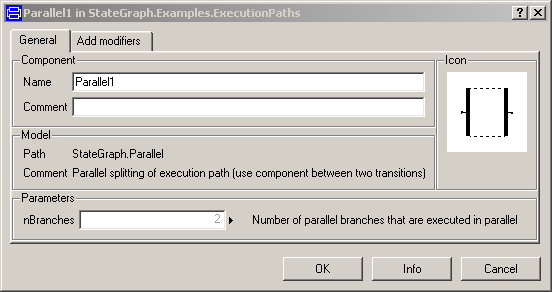 Parallel1 in StateGraph.Examples.ExecutionPaths
General Add modifiers
Component Icon
Name Parallel1
Comment
Model
Path StateGraph.Parallel
Comment Parallel splitting of execution path (use component between two transitions)
Parameters
nBranches 2 Number of parallel branches that are executed in parallel
OK Info Cancel